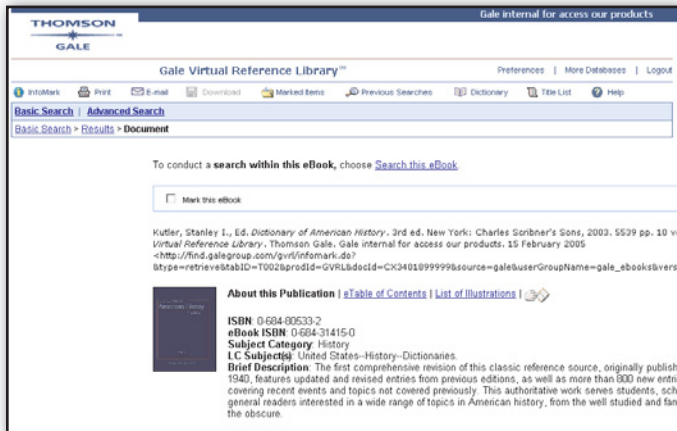 Gale internal for access our products
THOMSON
GALE
Gale Virtual Reference Library™
Preferences | More Databases | Logout
InfoMark Print E-mail Download Marked Items Previous Searches Dictionary Title List Help
Basic Search | Advanced Search
Basic Search > Results > Document
To conduct a search within this eBook, choose Search this eBook.
Mark this eBook
Kutler, Stanley I., Ed. Dictionary of American History. 3rd ed. New York: Charles Scribner's Sons, 2003. 5539 pp. 10 v
Virtual Reference Library. Thomson Gale. Gale internal for access our products. 15 February 2005
<http://find.galegroup.com/gvrl/infomark.do?
&type=retrieve&tabID=T002&prodId=GVRL&docId=CX3401899999&source=gale&userGroupName=gale_ebooks&vers
About this Publication | eTable of Contents | List of Illustrations |
ISBN: 0-684-80533-2
eBook ISBN: 0-684-31415-0
Subject Category: History
LC Subject(s): United States--History--Dictionaries.
Brief Description: The first comprehensive revision of this classic reference source, originally publish
1940, features updated and revised entries from previous editions, as well as more than 800 new entri
covering recent events and topics not covered previously. This authoritative work serves students, sch
general readers interested in a wide range of topics in American history, from the well studied and fam
the obscure.